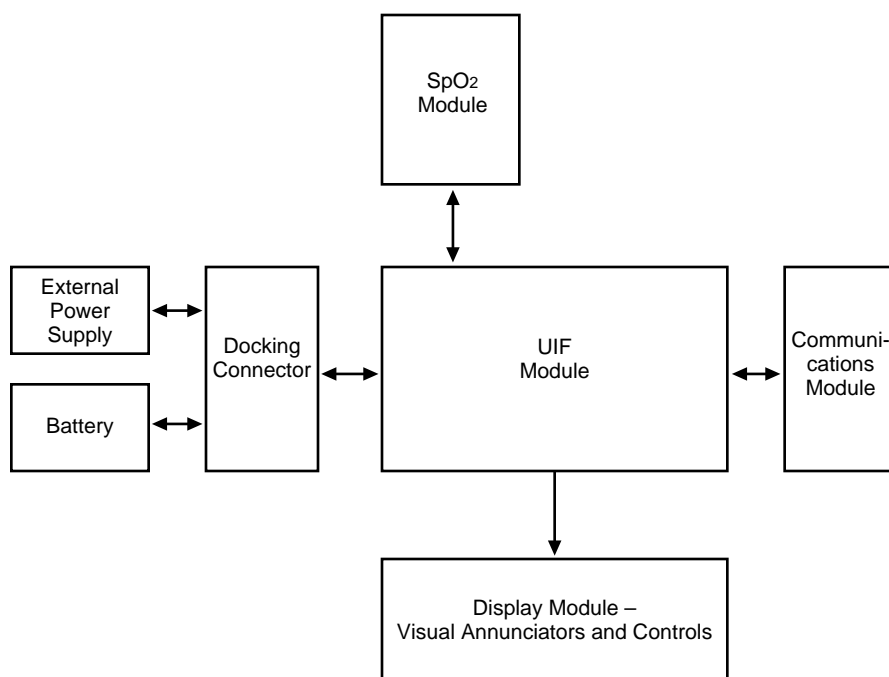 SpO2
Module
External
Power
Supply
Docking
Connector
UIF
Module
Communi-
cations
Module
Battery
Display Module –
Visual Annunciators and Controls